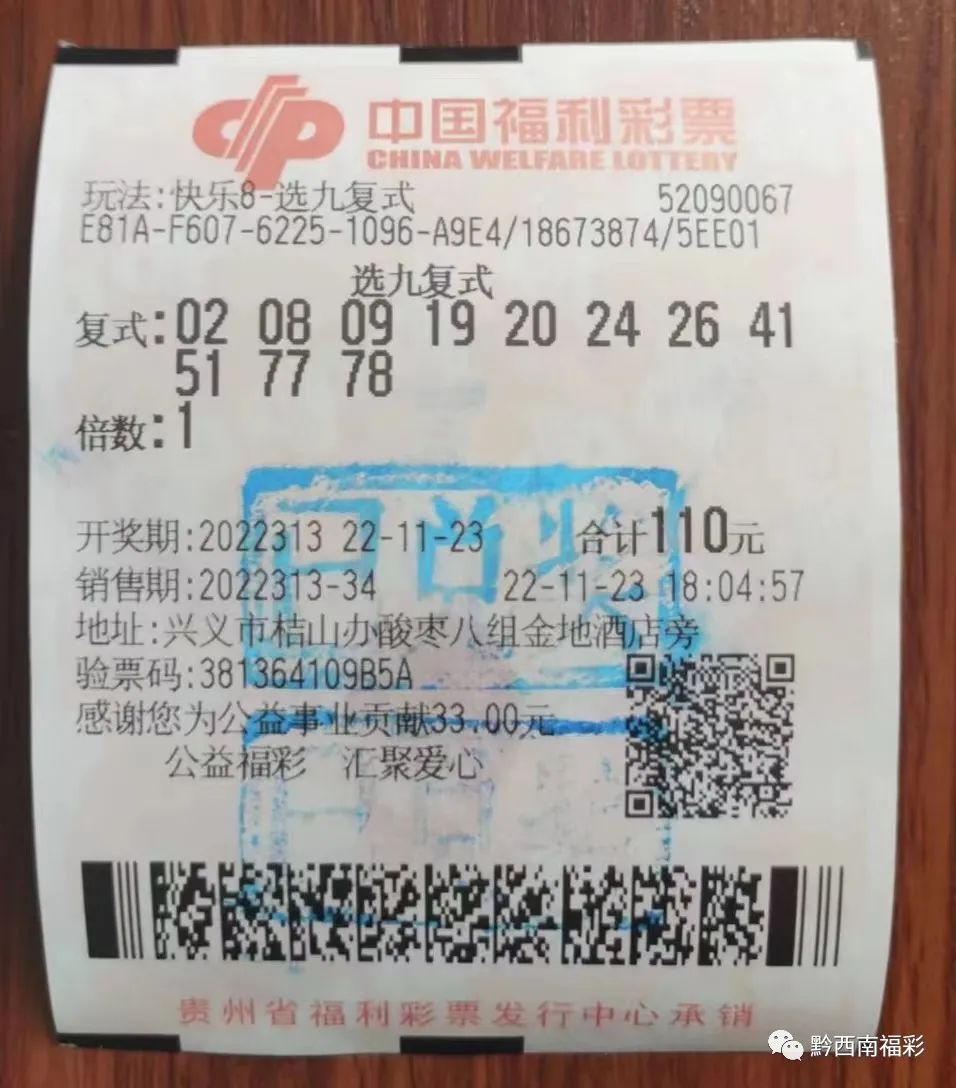 中国福利彩票
CHINA WELFARE LOTTERY
玩法:快乐8-选九复式 52090067
E81A-F607-6225-1096-A9E4/18673874/5EE01
选九复式
复式:02 08 09 19 20 24 26 41
51 77 78
倍数:1
开奖期:2022313 22-11-23 合计110元
销售期:2022313-34 22-11-23 18:04:57
地址:兴义市桔山办酸枣八组金地酒店旁
验票码:381364109B5A
感谢您为公益事业贡献33.00元
公益福彩 汇聚爱心
贵州省福利彩票发行中心承销
黔西南福彩